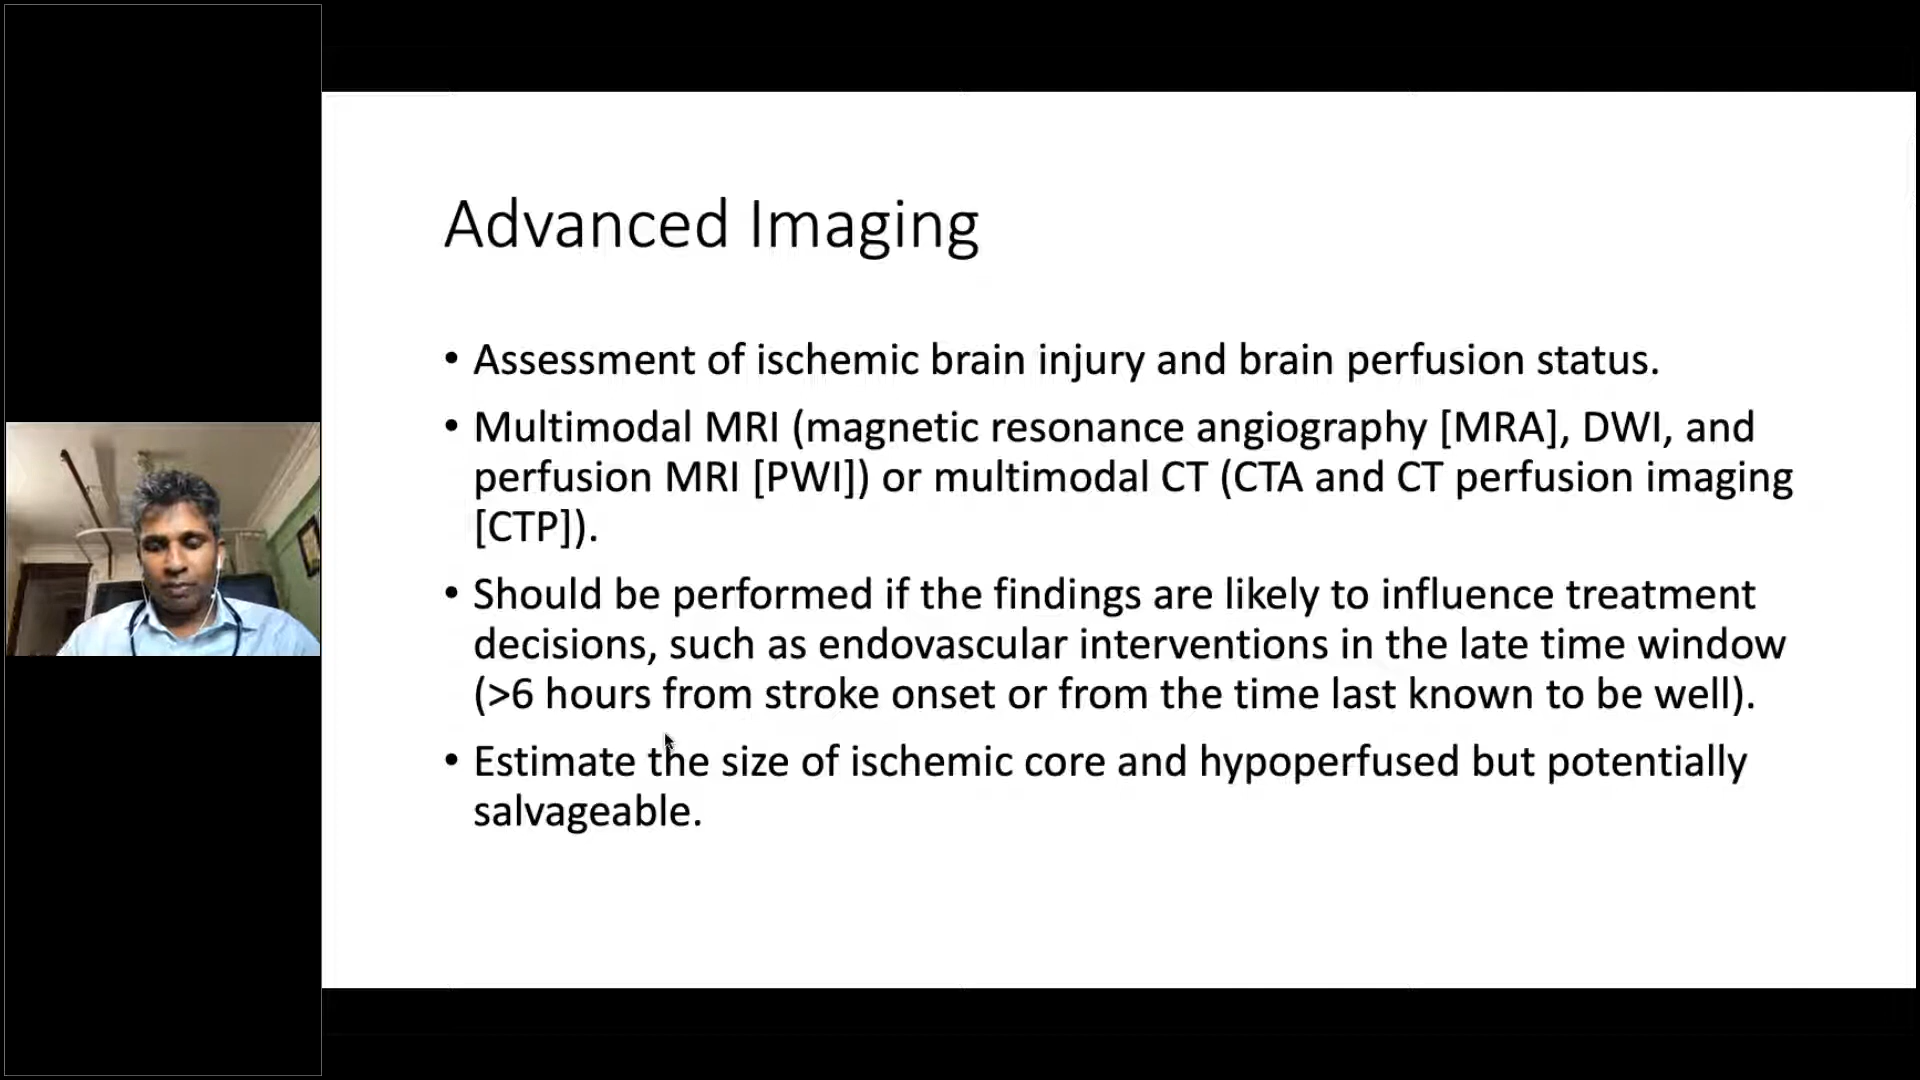 Advanced Imaging
• Assessment of ischemic brain injury and brain perfusion status.
• Multimodal MRI (magnetic resonance angiography [MRA], DWI, and
perfusion MRI [PWI]) or multimodal CT (CTA and CT perfusion imaging
[CTP]).
• Should be performed if the findings are likely to influence treatment
decisions, such as endovascular interventions in the late time window
(>6 hours from stroke onset or from the time last known to be well).
• Estimate the size of ischemic core and hypoperfused but potentially
salvageable.